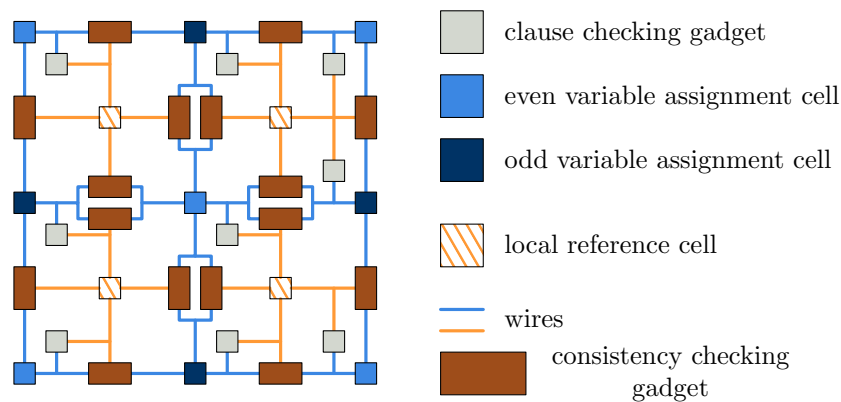 clause checking gadget
even variable assignment cell
odd variable assignment cell
local reference cell
wires
consistency checking
gadget